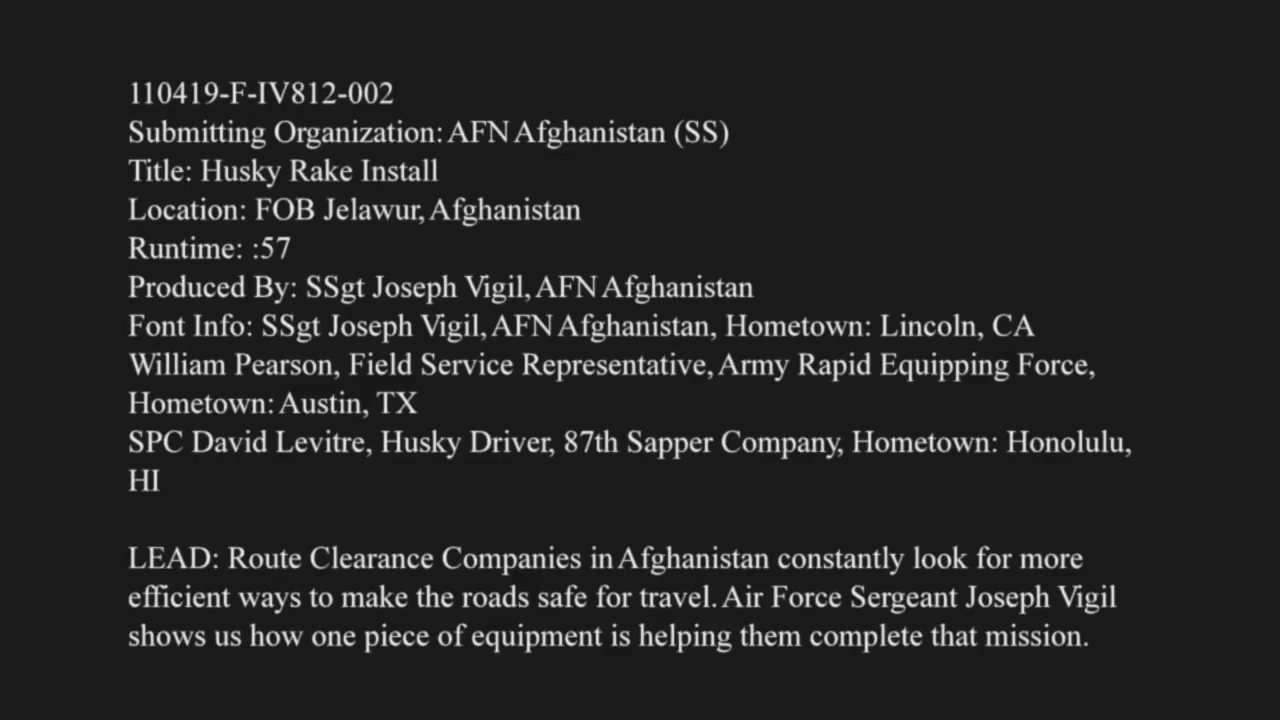 110419-F-IV812-002
Submitting Organization: AFN Afghanistan (SS)
Title: Husky Rake Install
Location: FOB Jelawur, Afghanistan
Runtime: :57
Produced By: SSgt Joseph Vigil, AFN Afghanistan
Font Info: SSgt Joseph Vigil, AFN Afghanistan, Hometown: Lincoln, CA
William Pearson, Field Service Representative, Army Rapid Equipping Force,
Hometown: Austin, TX
SPC David Levitre, Husky Driver, 87th Sapper Company, Hometown: Honolulu,
HI
LEAD: Route Clearance Companies in Afghanistan constantly look for more
efficient ways to make the roads safe for travel. Air Force Sergeant Joseph Vigil
shows us how one piece of equipment is helping them complete that mission.